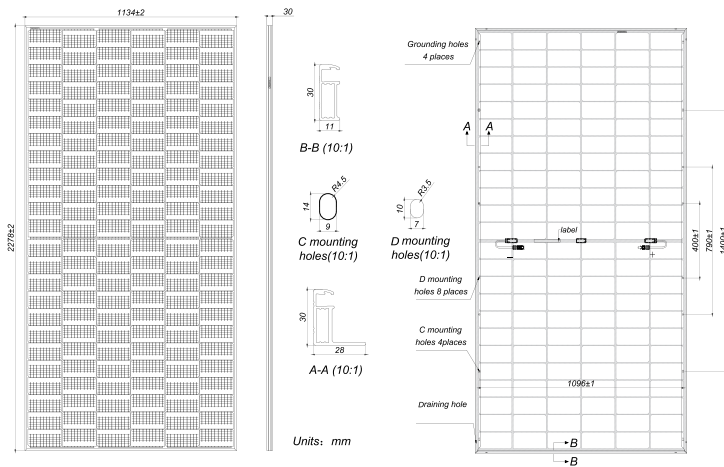 1134±2
30
2278±2
30
11
B-B (10:1)
R4.5
14
9
C mounting
holes(10:1)
R3.5
10
7
D mounting
holes(10:1)
30
28
A-A (10:1)
Units: mm
Grounding holes
4 places
A
A
label
−
+
D mounting
holes 8 places
C mounting
holes 4places
1096±1
Draining hole
B
B
400±1
790±1
1400±1